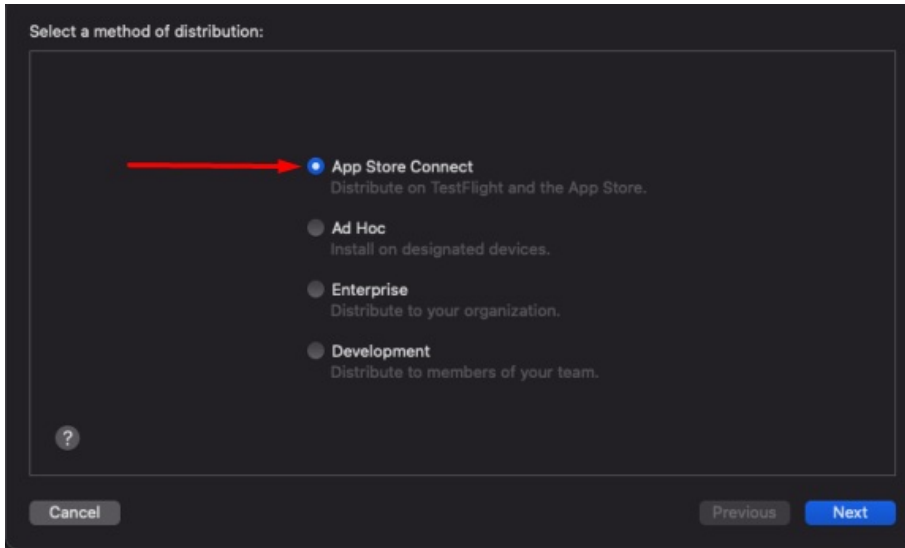 Select a method of distribution:
App Store Connect
Distribute on TestFlight and the App Store.
Ad Hoc
Install on designated devices.
Enterprise
Distribute to your organization.
Development
Distribute to members of your team.
?
Cancel
Previous
Next